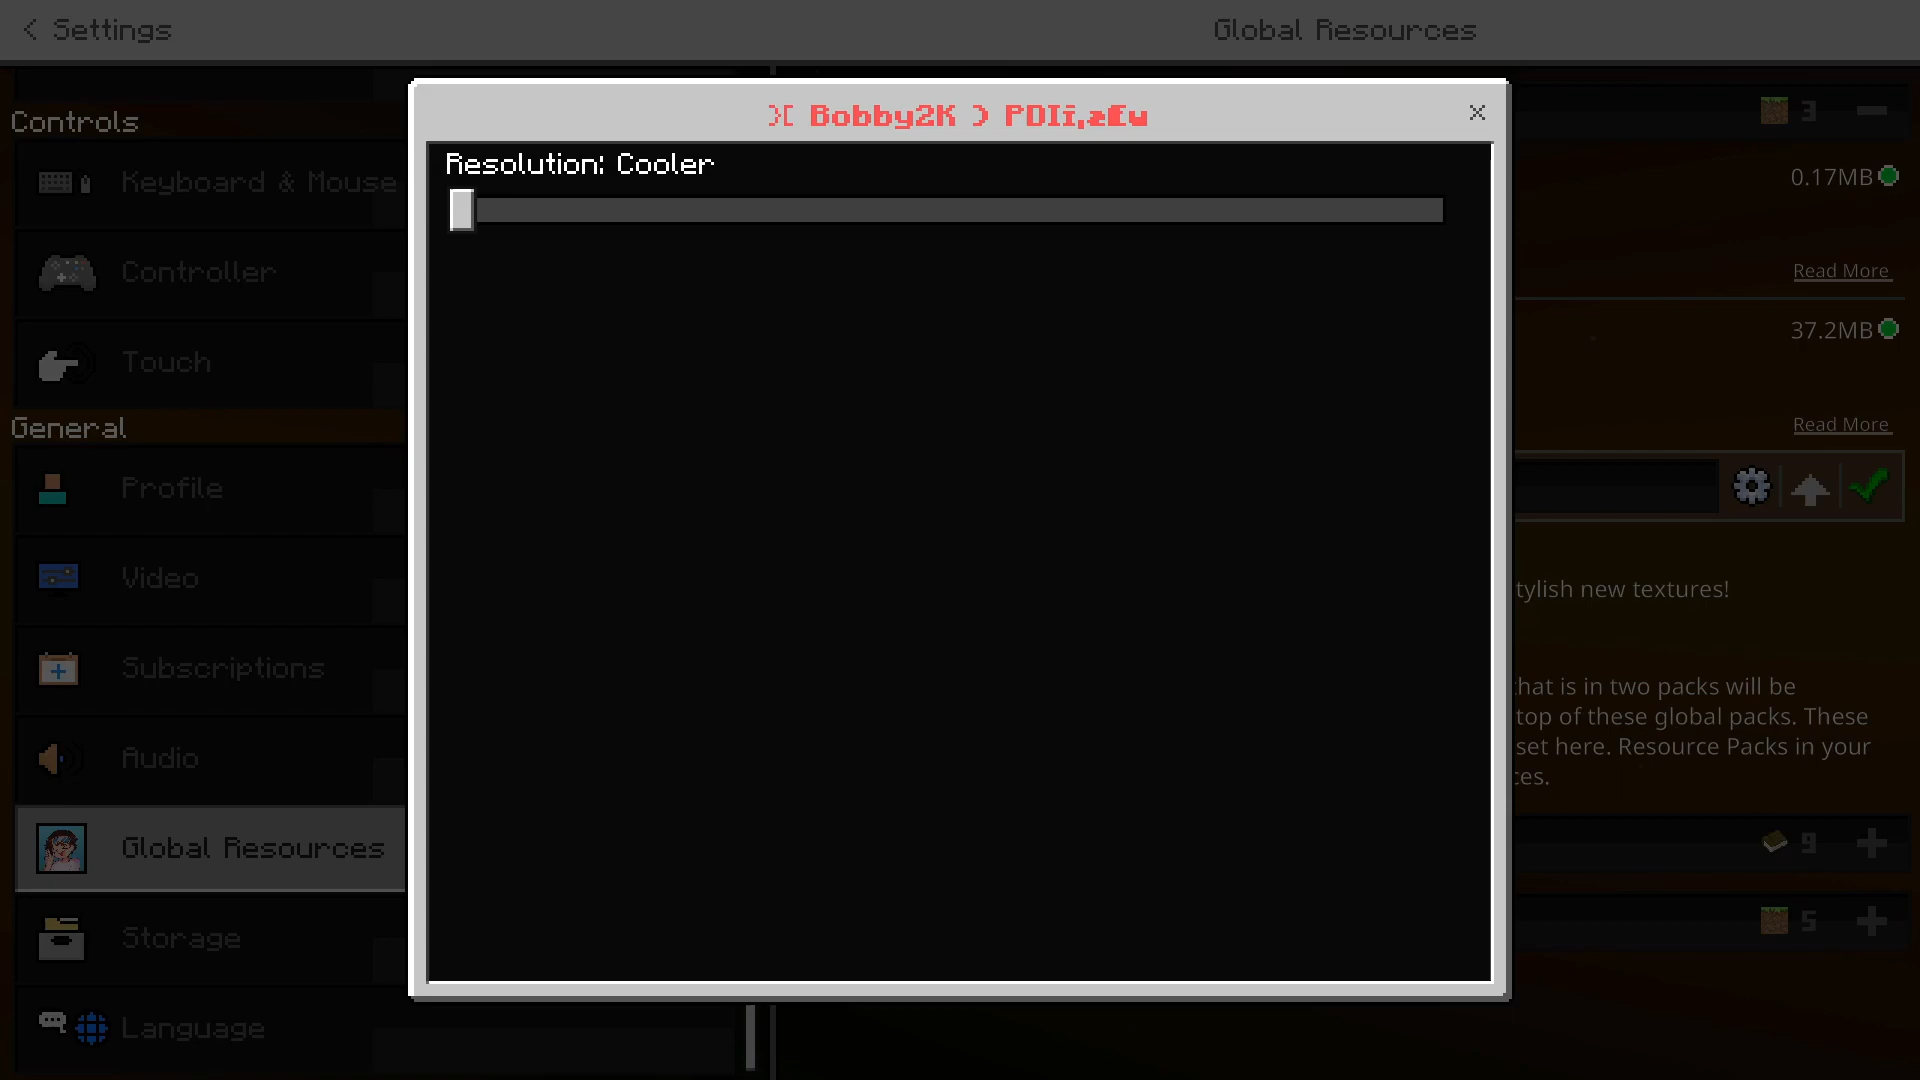 Settings
Global Resources
Bobby2K
Resolution: Cooler
Controls
Keyboard & Mouse
Controller
Touch
General
Profile
Video
Subscriptions
Audio
Global Resources
Storage
Language
3
0.17MB
Read More
37.2MB
Read More
tylish new textures!
that is in two packs will be
top of these global packs. These
set here. Resource Packs in your
ces.
9
5